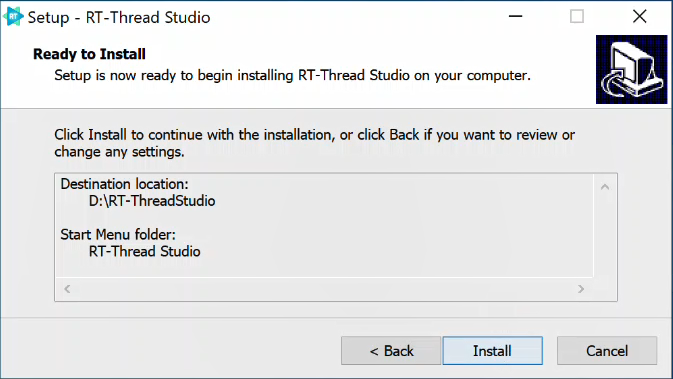 RT Setup - RT-Thread Studio
Ready to Install
Setup is now ready to begin installing RT-Thread Studio on your computer.
Click Install to continue with the installation, or click Back if you want to review or
change any settings.
Destination location:
D:\RT-ThreadStudio
Start Menu folder:
RT-Thread Studio
< Back Install Cancel